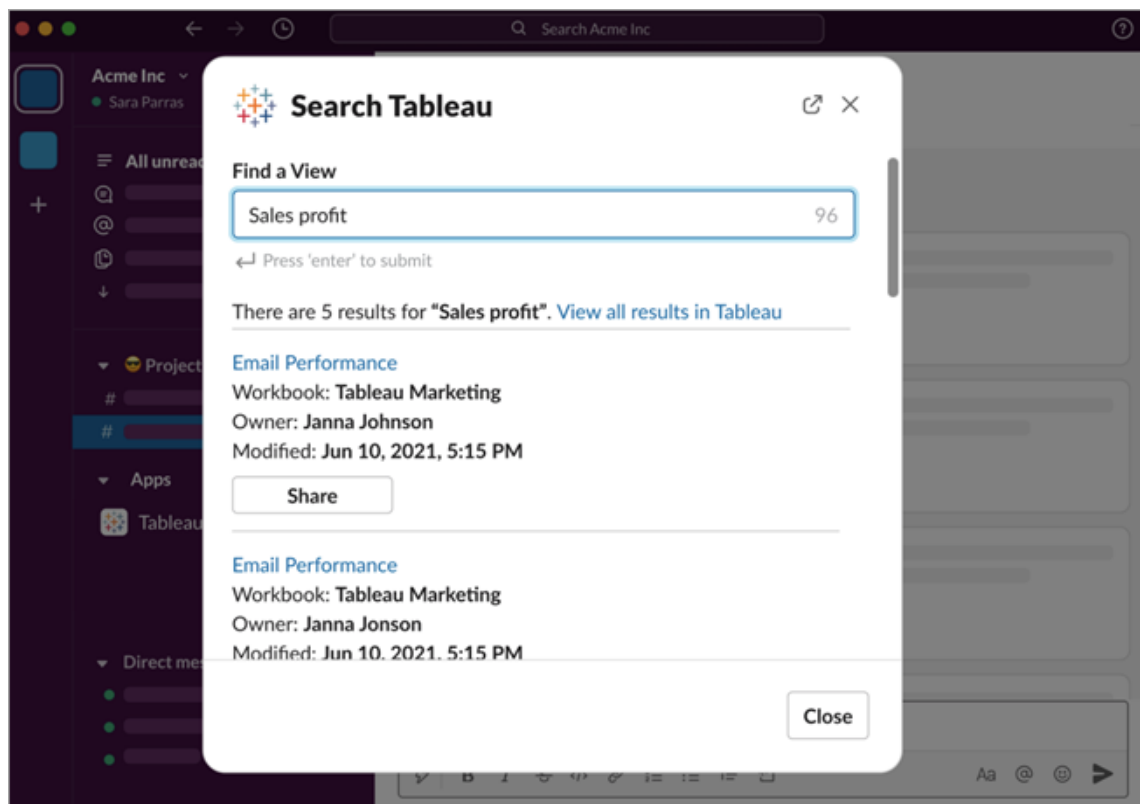 Search Acme Inc
Acme Inc
Sara Parras
All unread
Project
#
#
Apps
Tableau
Direct mes
Search Tableau
Find a View
Sales profit 96
Press 'enter' to submit
There are 5 results for “Sales profit”. View all results in Tableau
Email Performance
Workbook: Tableau Marketing
Owner: Janna Johnson
Modified: Jun 10, 2021, 5:15 PM
Share
Email Performance
Workbook: Tableau Marketing
Owner: Janna Jonson
Modified: Jun 10, 2021, 5:15 PM
Close
B I
Aa @